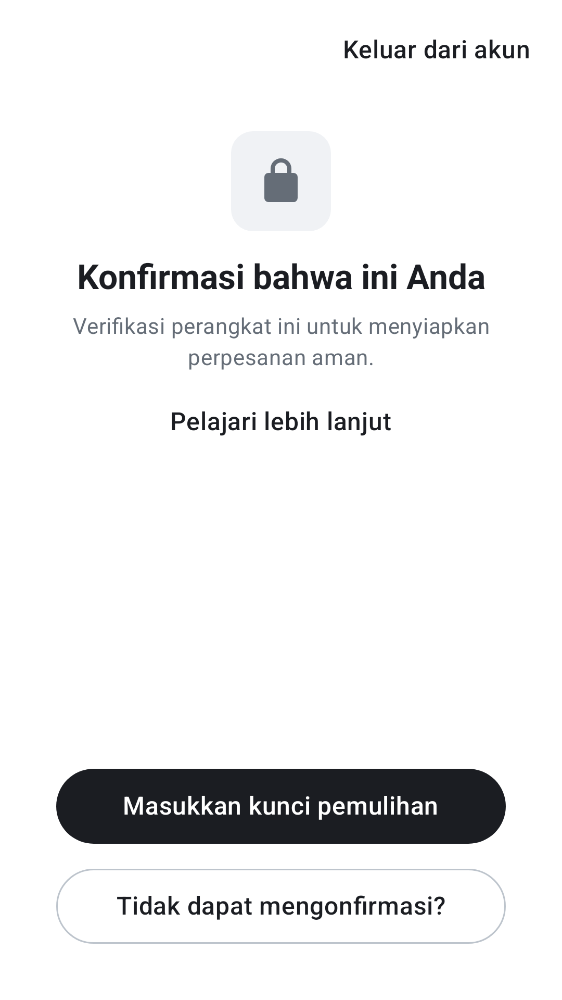 Keluar dari akun
Konfirmasi bahwa ini Anda
Verifikasi perangkat ini untuk menyiapkan
perpesanan aman.
Pelajari lebih lanjut
Masukkan kunci pemulihan
Tidak dapat mengonfirmasi?